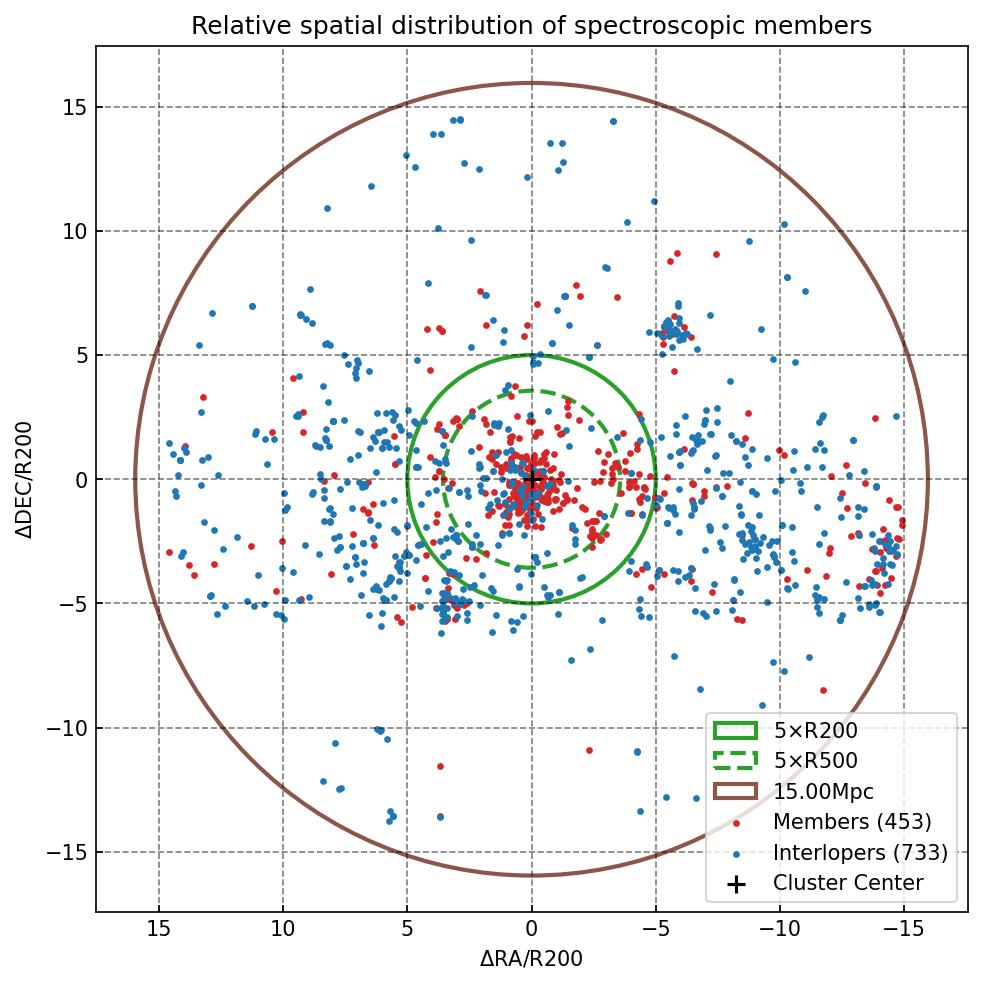 Relative spatial distribution of spectroscopic members
15
10
5
0
−5
−10
−15
ΔDEC/R200
15
10
5
0
−5
−10
−15
ΔRA/R200
5×R200
5×R500
15.00Mpc
Members (453)
Interlopers (733)
Cluster Center